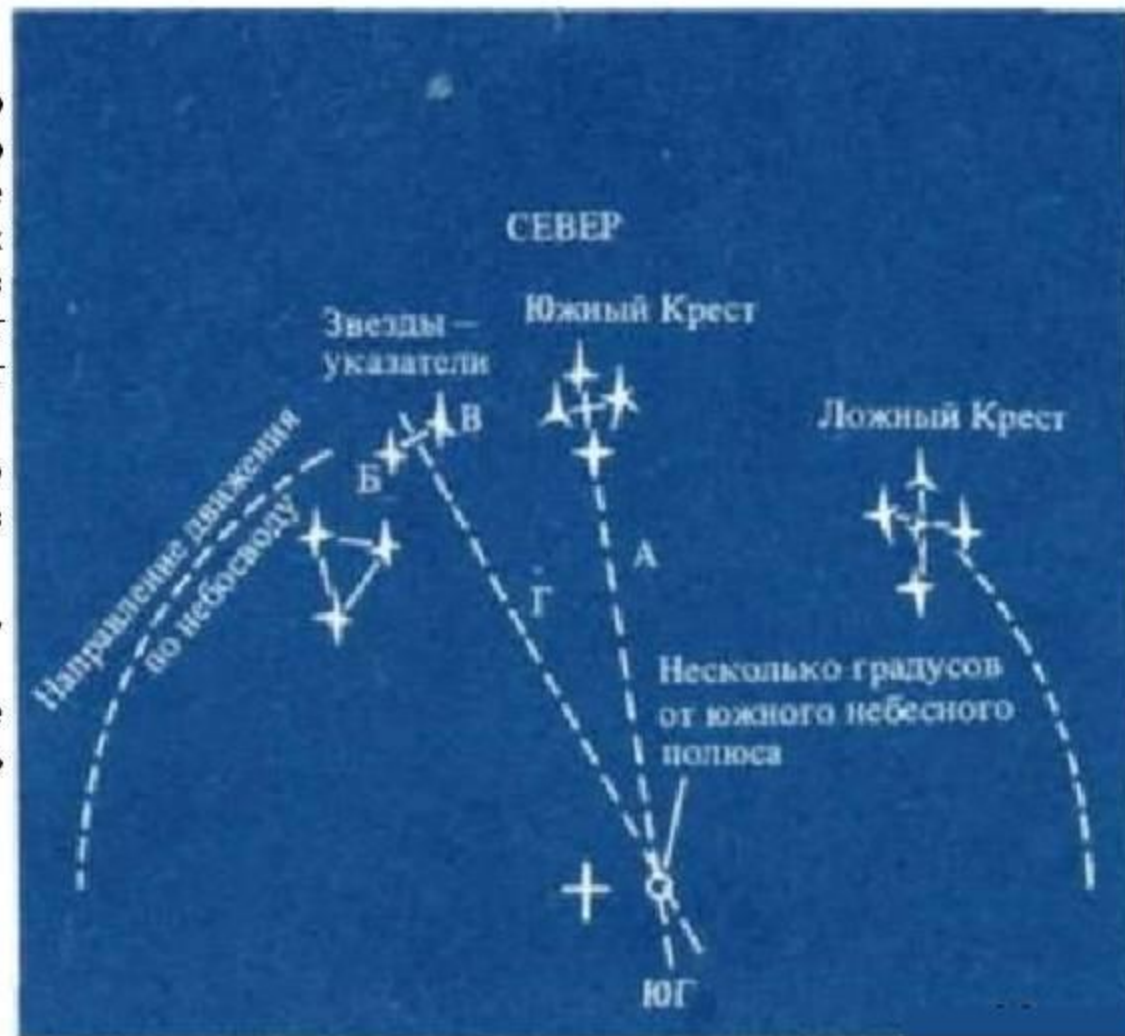 СЕВЕР
Южный Крест
Звезды –
указатели
В
Б
Ложный Крест
Направление движения
по небосводу
А
Г
Несколько градусов
от южного небесного
полюса
ЮГ